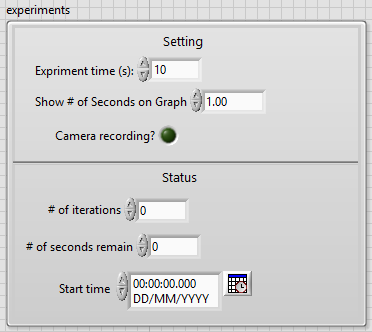 experiments
Setting
Expriment time (s): 10
Show # of Seconds on Graph 1.00
Camera recording?
Status
# of iterations 0
# of seconds remain 0
Start time 00:00:00.000
DD/MM/YYYY